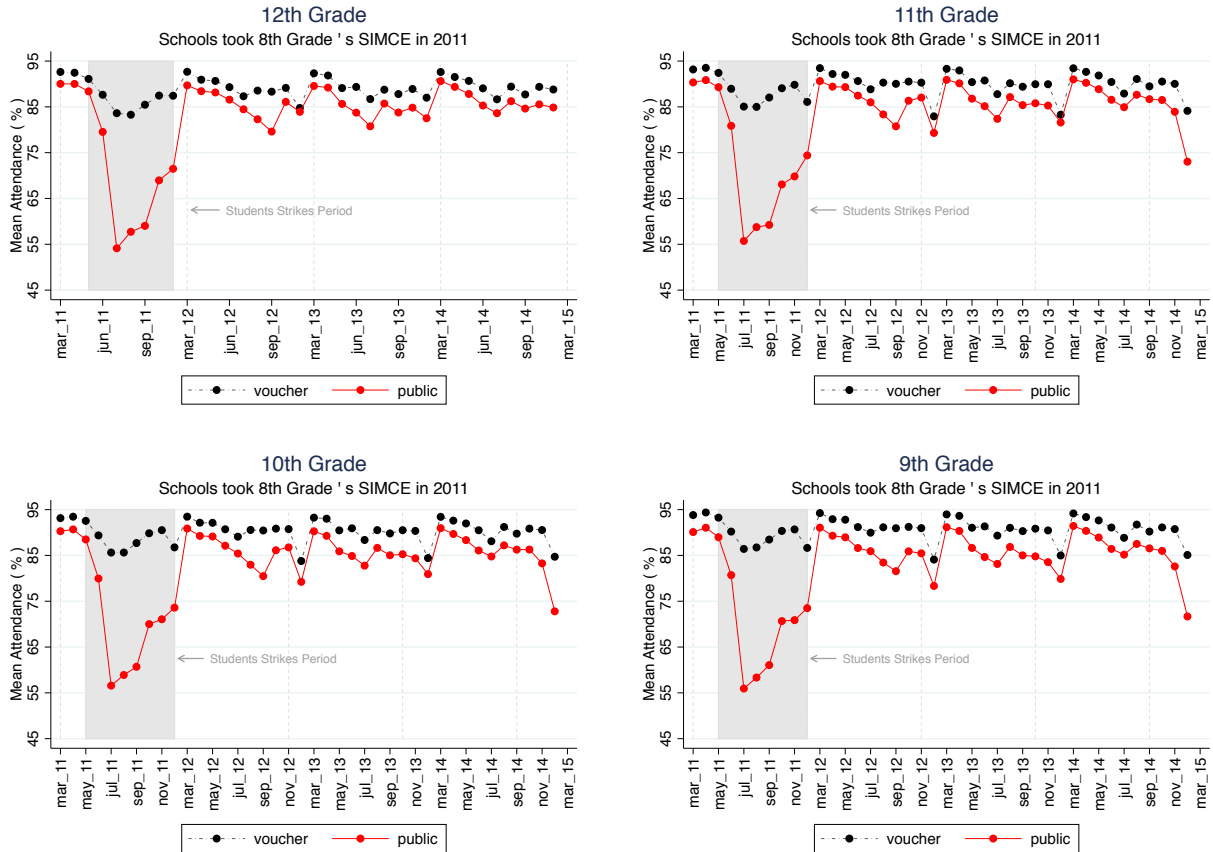 12th Grade
Schools took 8th Grade ' s SIMCE in 2011
Mean Attendance ( %)
95
85
75
65
55
45
Students Strikes Period
mar_11
jun_11
sep_11
mar_12
jun_12
sep_12
mar_13
jun_13
sep_13
mar_14
jun_14
sep_14
mar_15
voucher
public
11th Grade
Schools took 8th Grade ' s SIMCE in 2011
Mean Attendance ( %)
95
85
75
65
55
45
Students Strikes Period
mar_11
may_11
jul_11
sep_11
nov_11
mar_12
may_12
jul_12
sep_12
nov_12
mar_13
may_13
jul_13
sep_13
nov_13
mar_14
may_14
jul_14
sep_14
nov_14
mar_15
voucher
public
10th Grade
Schools took 8th Grade ' s SIMCE in 2011
Mean Attendance ( %)
95
85
75
65
55
45
Students Strikes Period
mar_11
may_11
jul_11
sep_11
nov_11
mar_12
may_12
jul_12
sep_12
nov_12
mar_13
may_13
jul_13
sep_13
nov_13
mar_14
may_14
jul_14
sep_14
nov_14
mar_15
voucher
public
9th Grade
Schools took 8th Grade ' s SIMCE in 2011
Mean Attendance ( %)
95
85
75
65
55
45
Students Strikes Period
mar_11
may_11
jul_11
sep_11
nov_11
mar_12
may_12
jul_12
sep_12
nov_12
mar_13
may_13
jul_13
sep_13
nov_13
mar_14
may_14
jul_14
sep_14
nov_14
mar_15
voucher
public